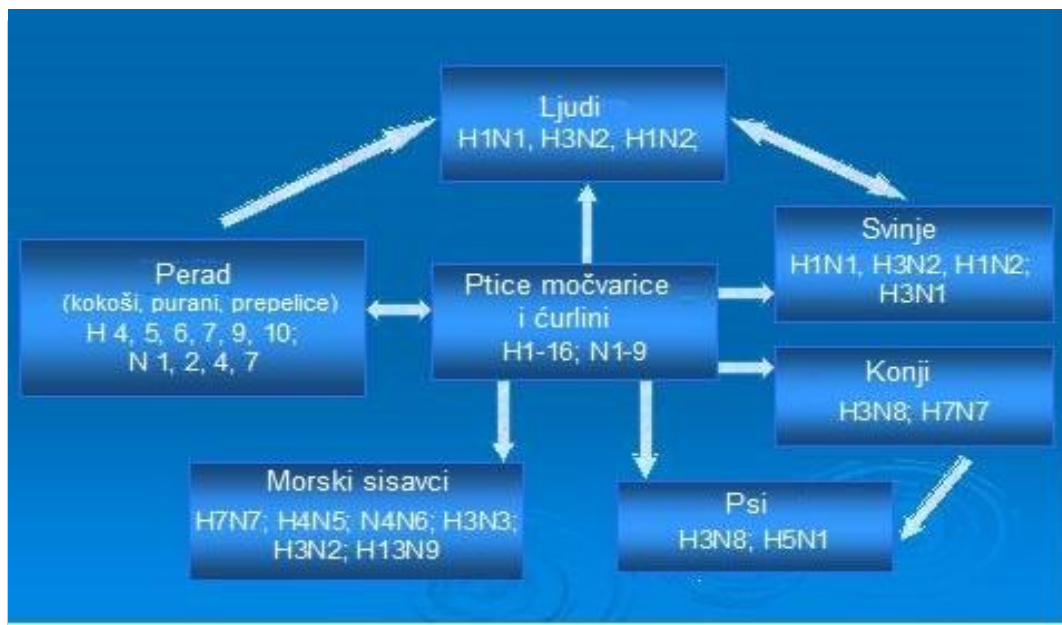 Ljudi
H1N1, H3N2, H1N2;
Svinje
H1N1, H3N2, H1N2;
H3N1
Perad
(kokoši, purani, prepelice)
H 4, 5, 6, 7, 9, 10;
N 1, 2, 4, 7
Ptice močvarice
i ćurlini
H1-16; N1-9
Konji
H3N8; H7N7
Morski sisavci
H7N7; H4N5; N4N6; H3N3;
H3N2; H13N9
Psi
H3N8, H5N1